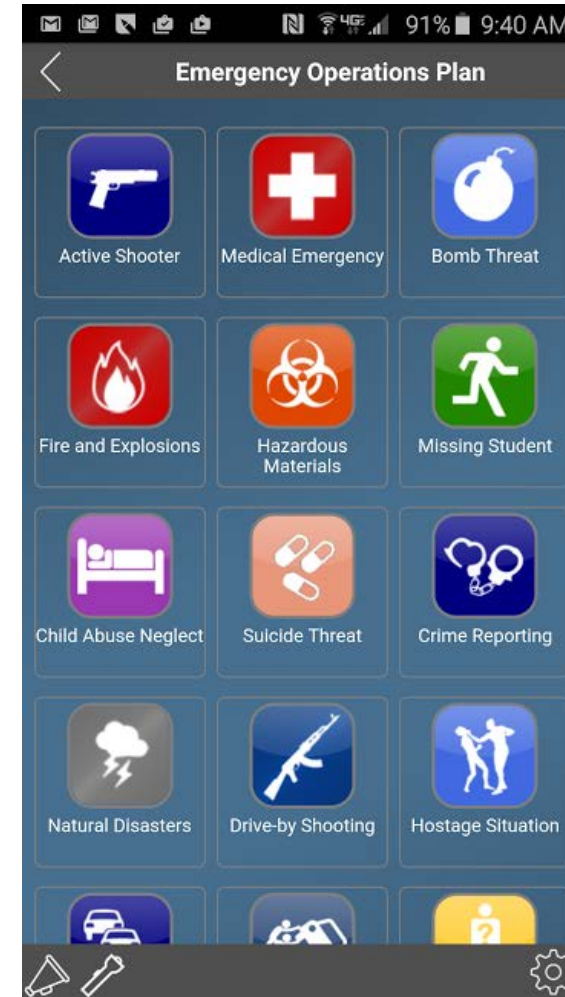 4G 91% 9:40 AM
Emergency Operations Plan
Active Shooter Medical Emergency Bomb Threat
Fire and Explosions Hazardous Materials Missing Student
Child Abuse Neglect Suicide Threat Crime Reporting
Natural Disasters Drive-by Shooting Hostage Situation
?